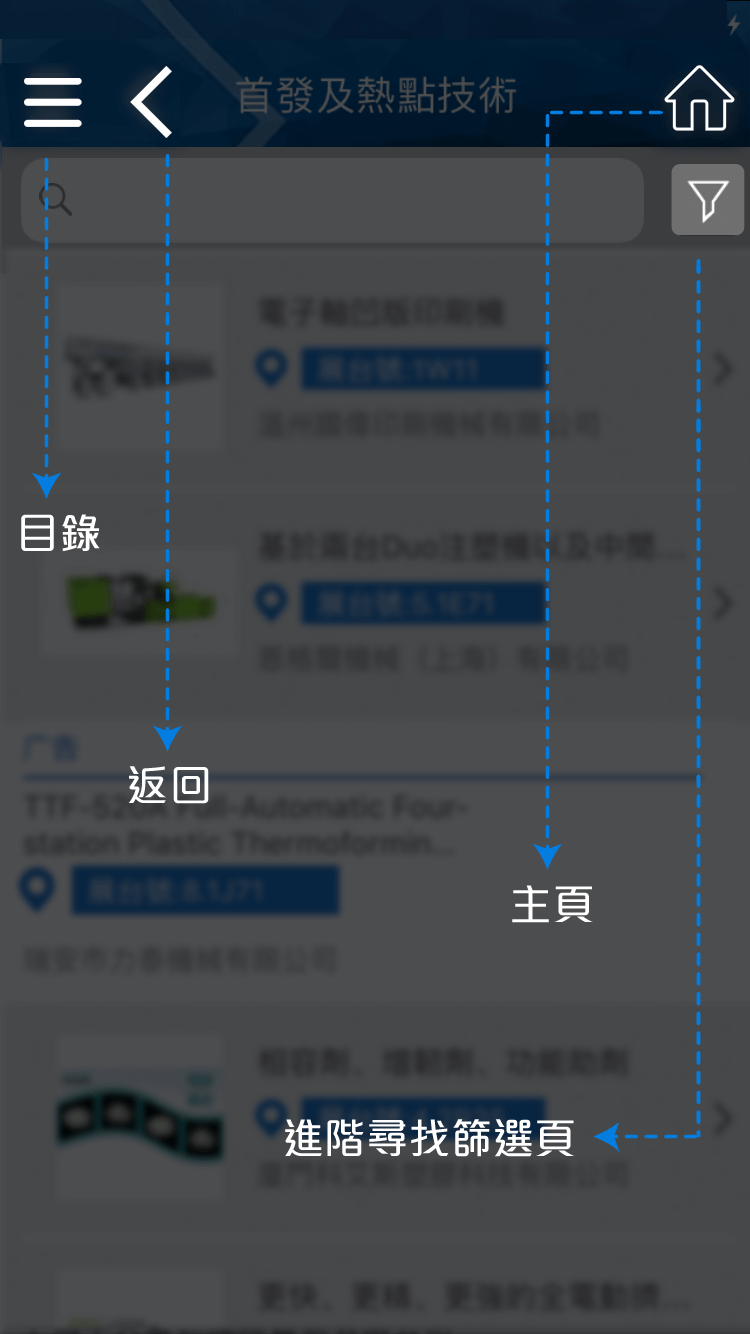 首發及熱點技術
電子軸凹版印刷機
展台號:1W11
溫州國偉印刷機械有限公司
目錄
基於兩台Duo注塑機以及中間...
展台號:5.1E71
恩格爾機械（上海）有限公司
广告
返回
TTF-520R Full-Automatic Four-
station Plastic Thermoformin...
展台號:8.1J71
主頁
瑞安市力泰機械有限公司
相容劑、增韌劑、功能助劑
進階尋找篩選頁
廈門科艾斯塑膠科技有限公司
更快、更精、更強的全電動擠...